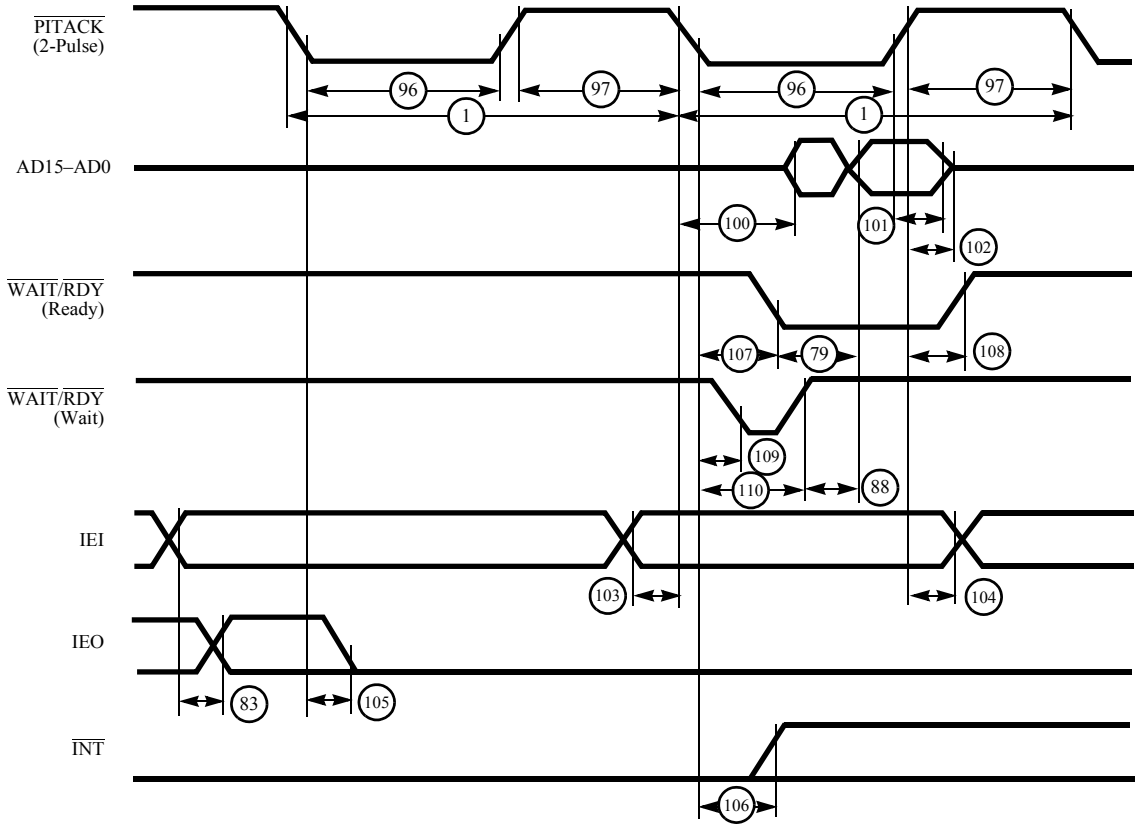 PITACK
(2-Pulse)
96
97
96
97
1
1
AD15–AD0
100
101
102
WAIT/RDY
(Ready)
107
79
108
WAIT/RDY
(Wait)
109
110
88
IEI
103
104
IEO
83
105
INT
106